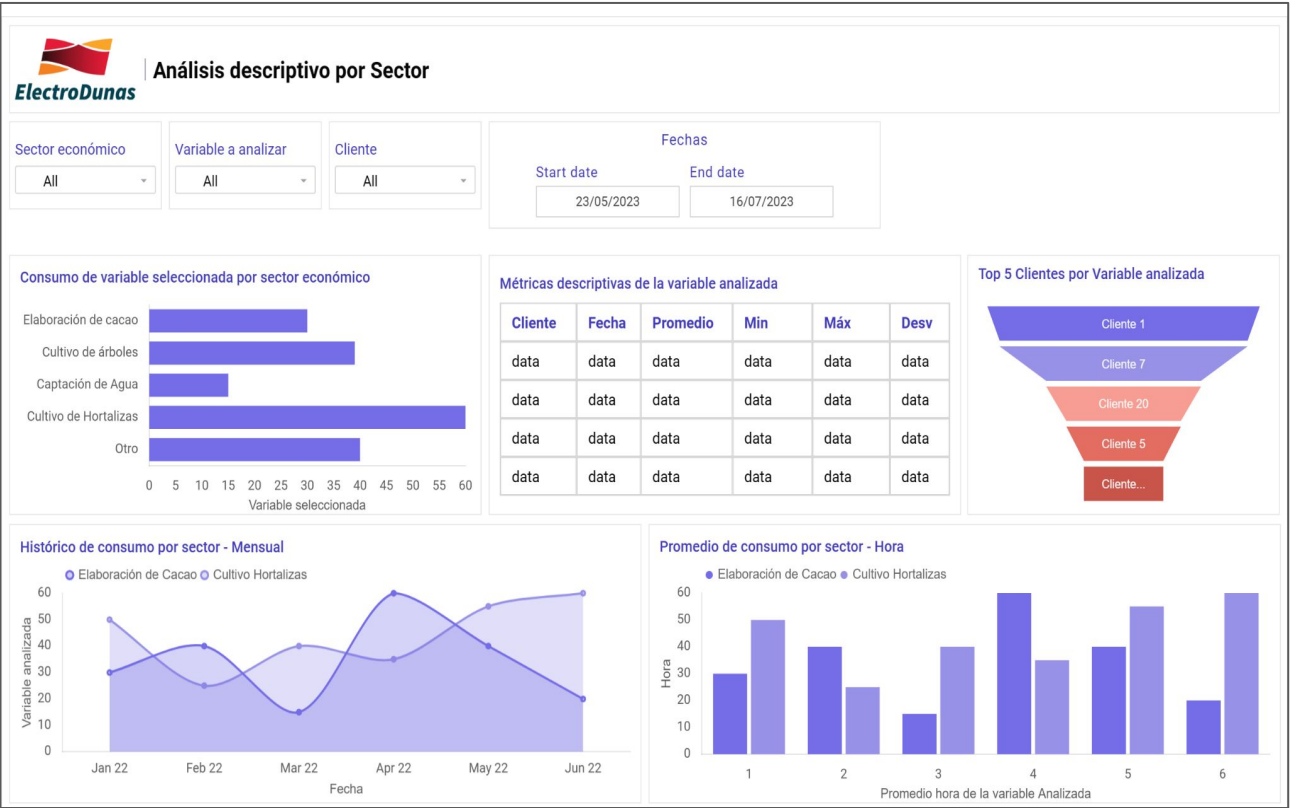 ElectroDunas
Análisis descriptivo por Sector
Sector económico
All
Variable a analizar
All
Cliente
All
Fechas
Start date
End date
23/05/2023
16/07/2023
Consumo de variable seleccionada por sector económico
Elaboración de cacao
Cultivo de árboles
Captación de Agua
Cultivo de Hortalizas
Otro
0 5 10 15 20 25 30 35 40 45 50 55 60
Variable seleccionada
Métricas descriptivas de la variable analizada
Cliente Fecha Promedio Min Máx Desv
data data data data data data
data data data data data data
data data data data data data
data data data data data data
Top 5 Clientes por Variable analizada
Cliente 1
Cliente 7
Cliente 20
Cliente 5
Cliente...
Histórico de consumo por sector - Mensual
Elaboración de Cacao Cultivo Hortalizas
Variable analizada
60
50
40
30
20
10
0
Jan 22 Feb 22 Mar 22 Apr 22 May 22 Jun 22
Fecha
Promedio de consumo por sector - Hora
Elaboración de Cacao Cultivo Hortalizas
Hora
60
50
40
30
20
10
0
1 2 3 4 5 6
Promedio hora de la variable Analizada